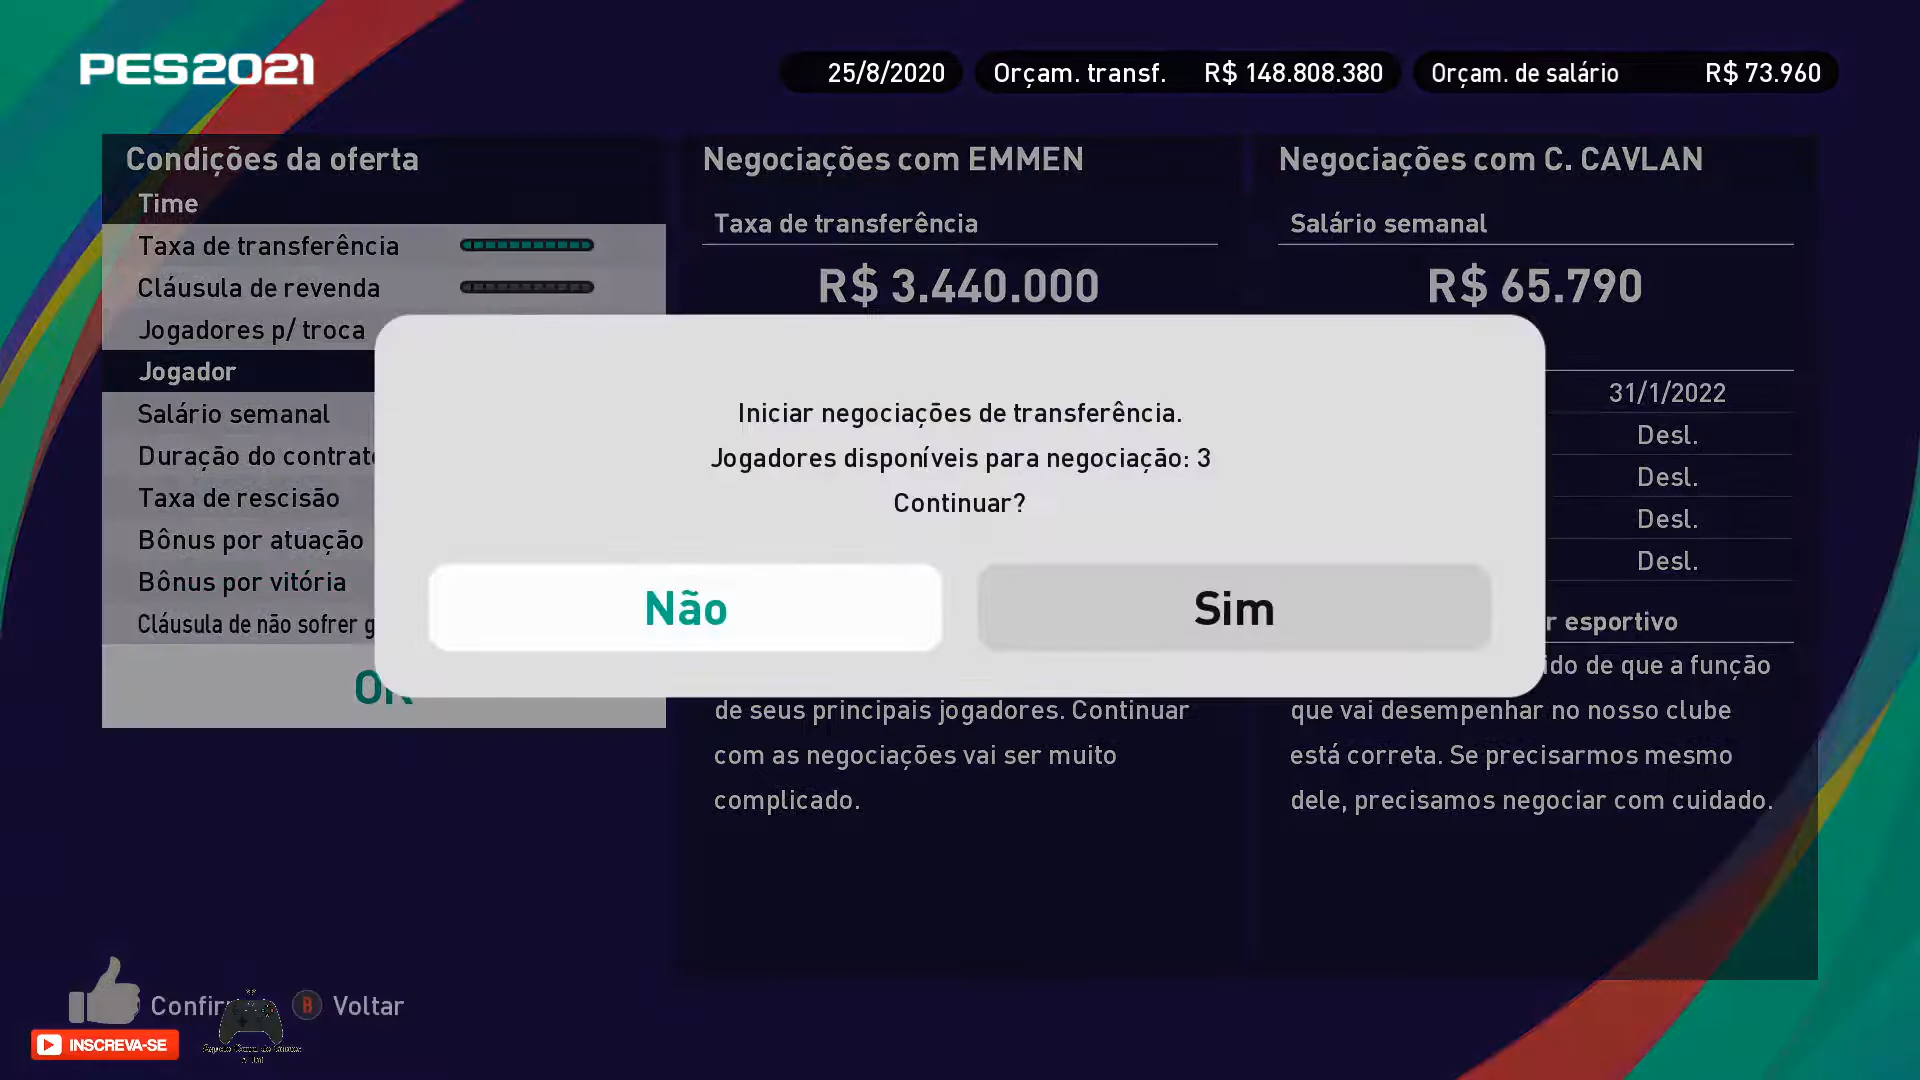 PES2021
25/8/2020
Orçam. transf. R$ 148.808.380
Orçam. de salário R$ 73.960
Condições da oferta
Time
Taxa de transferência
Cláusula de revenda
Jogadores p/ troca
Jogador
Salário semanal
Duração do contrat
Taxa de rescisão
Bônus por atuação
Bônus por vitória
Cláusula de não sofrer g
OK
Negociações com EMMEN
Taxa de transferência
R$ 3.440.000
de seus principais jogadores. Continuar
com as negociações vai ser muito
complicado.
Negociações com C. CAVLAN
Salário semanal
R$ 65.790
31/1/2022
Desl.
Desl.
Desl.
Desl.
r esportivo
ido de que a função
que vai desempenhar no nosso clube
está correta. Se precisarmos mesmo
dele, precisamos negociar com cuidado.
Iniciar negociações de transferência.
Jogadores disponíveis para negociação: 3
Continuar?
Não
Sim
Confir
B Voltar
INSCREVA-SE